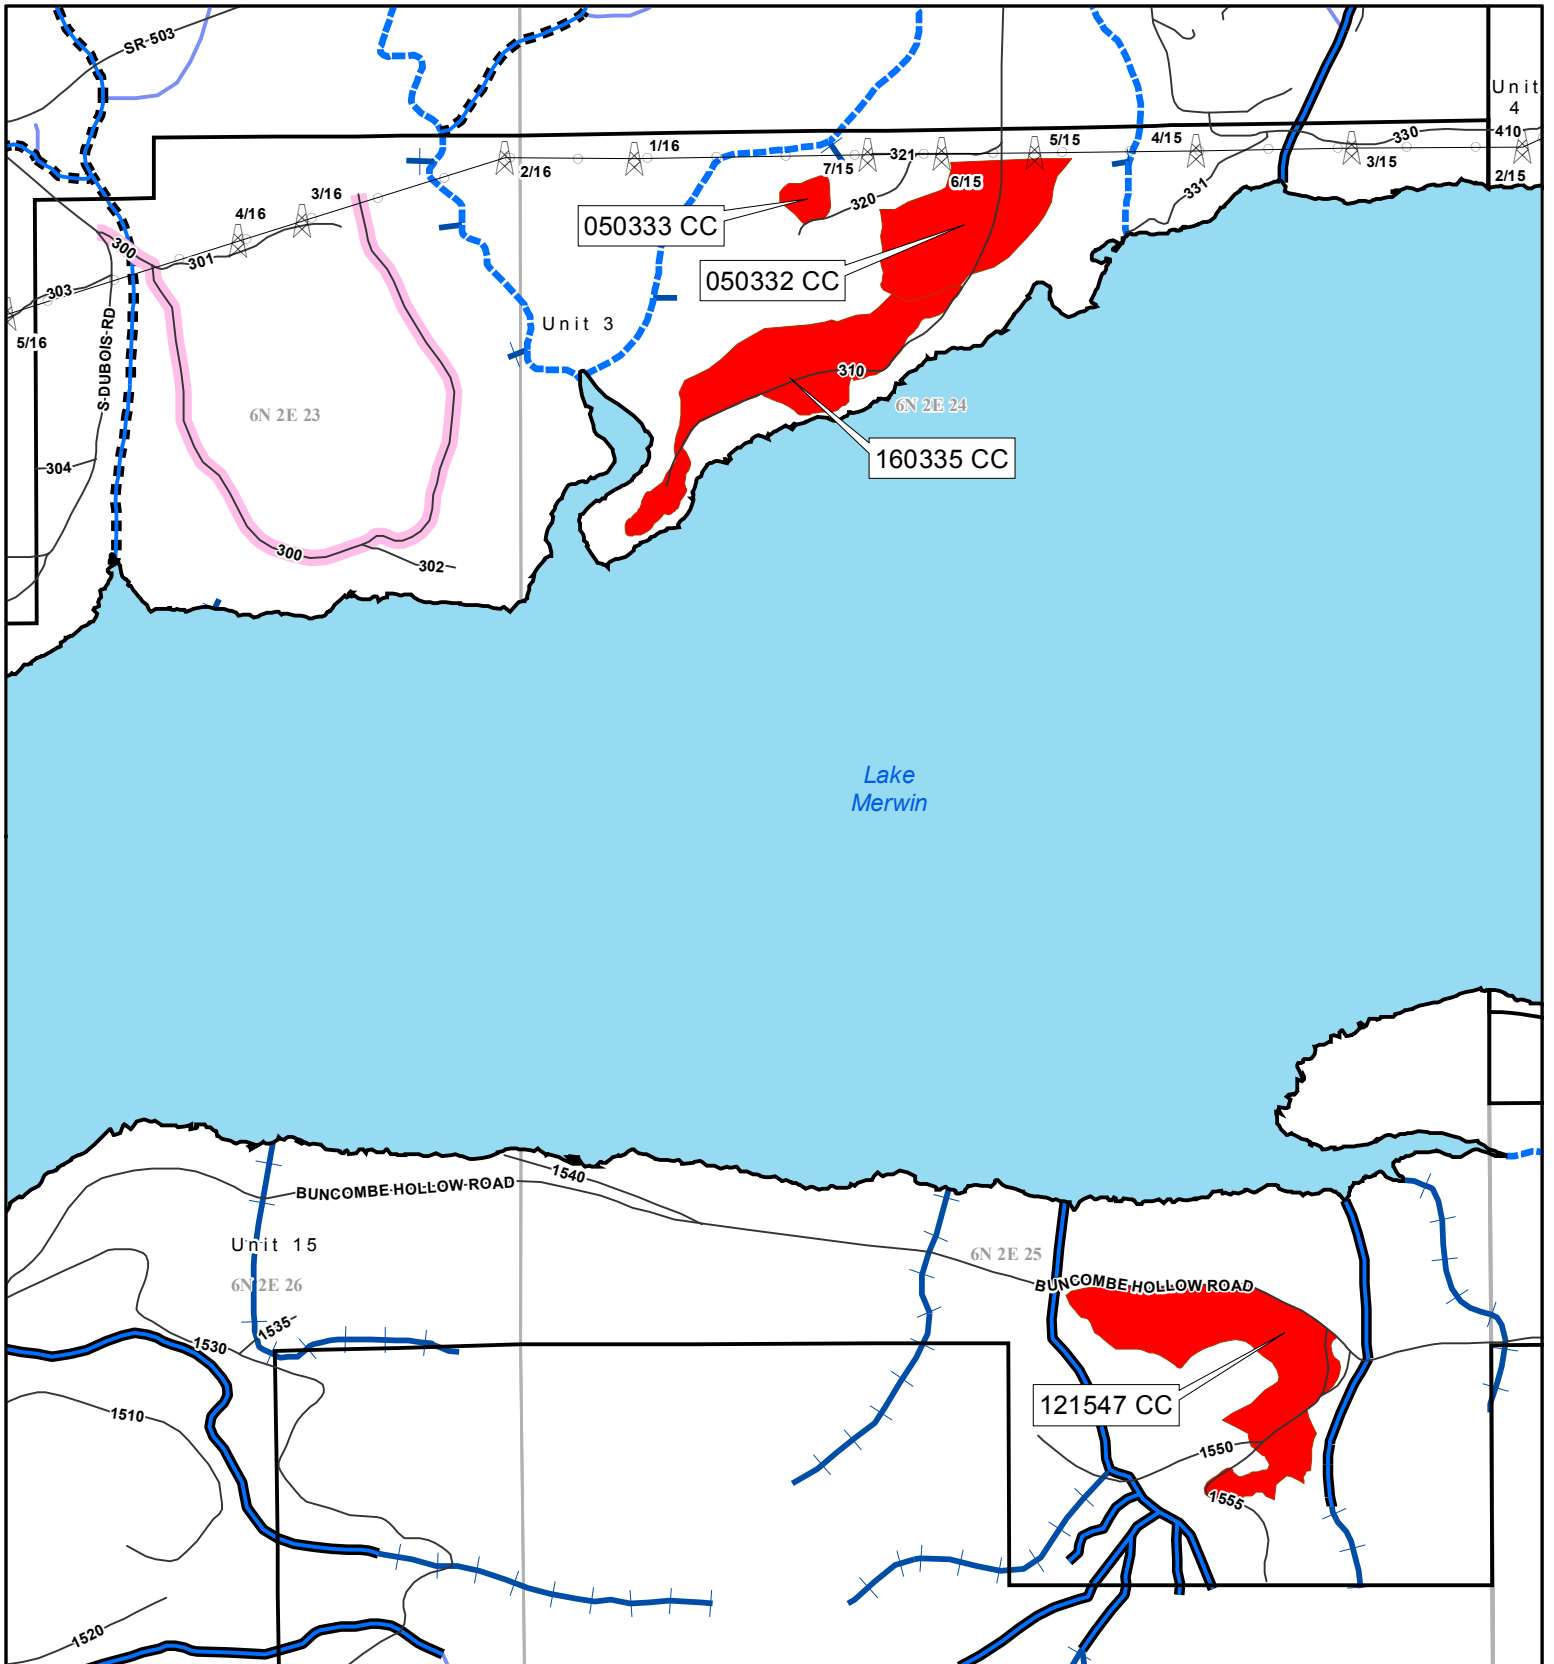 SR-503
Unit
4
410
330
1/16
5/15
4/15
321
7/15
2/16
3/15
2/15
6/15
3/16
331
320
4/16
050333 CC
300
301
050332 CC
303
Unit 3
5/16
S DUBOIS RD
310
6N 2E 23
6N 2E 24
160335 CC
304
300
302
Lake
Merwin
1540
BUNCOMBE HOLLOW ROAD
Unit 15
6N 2E 25
6N 2E 26
BUNCOMBE HOLLOW ROAD
1535
1530
121547 CC
1510
1550
1555
1520